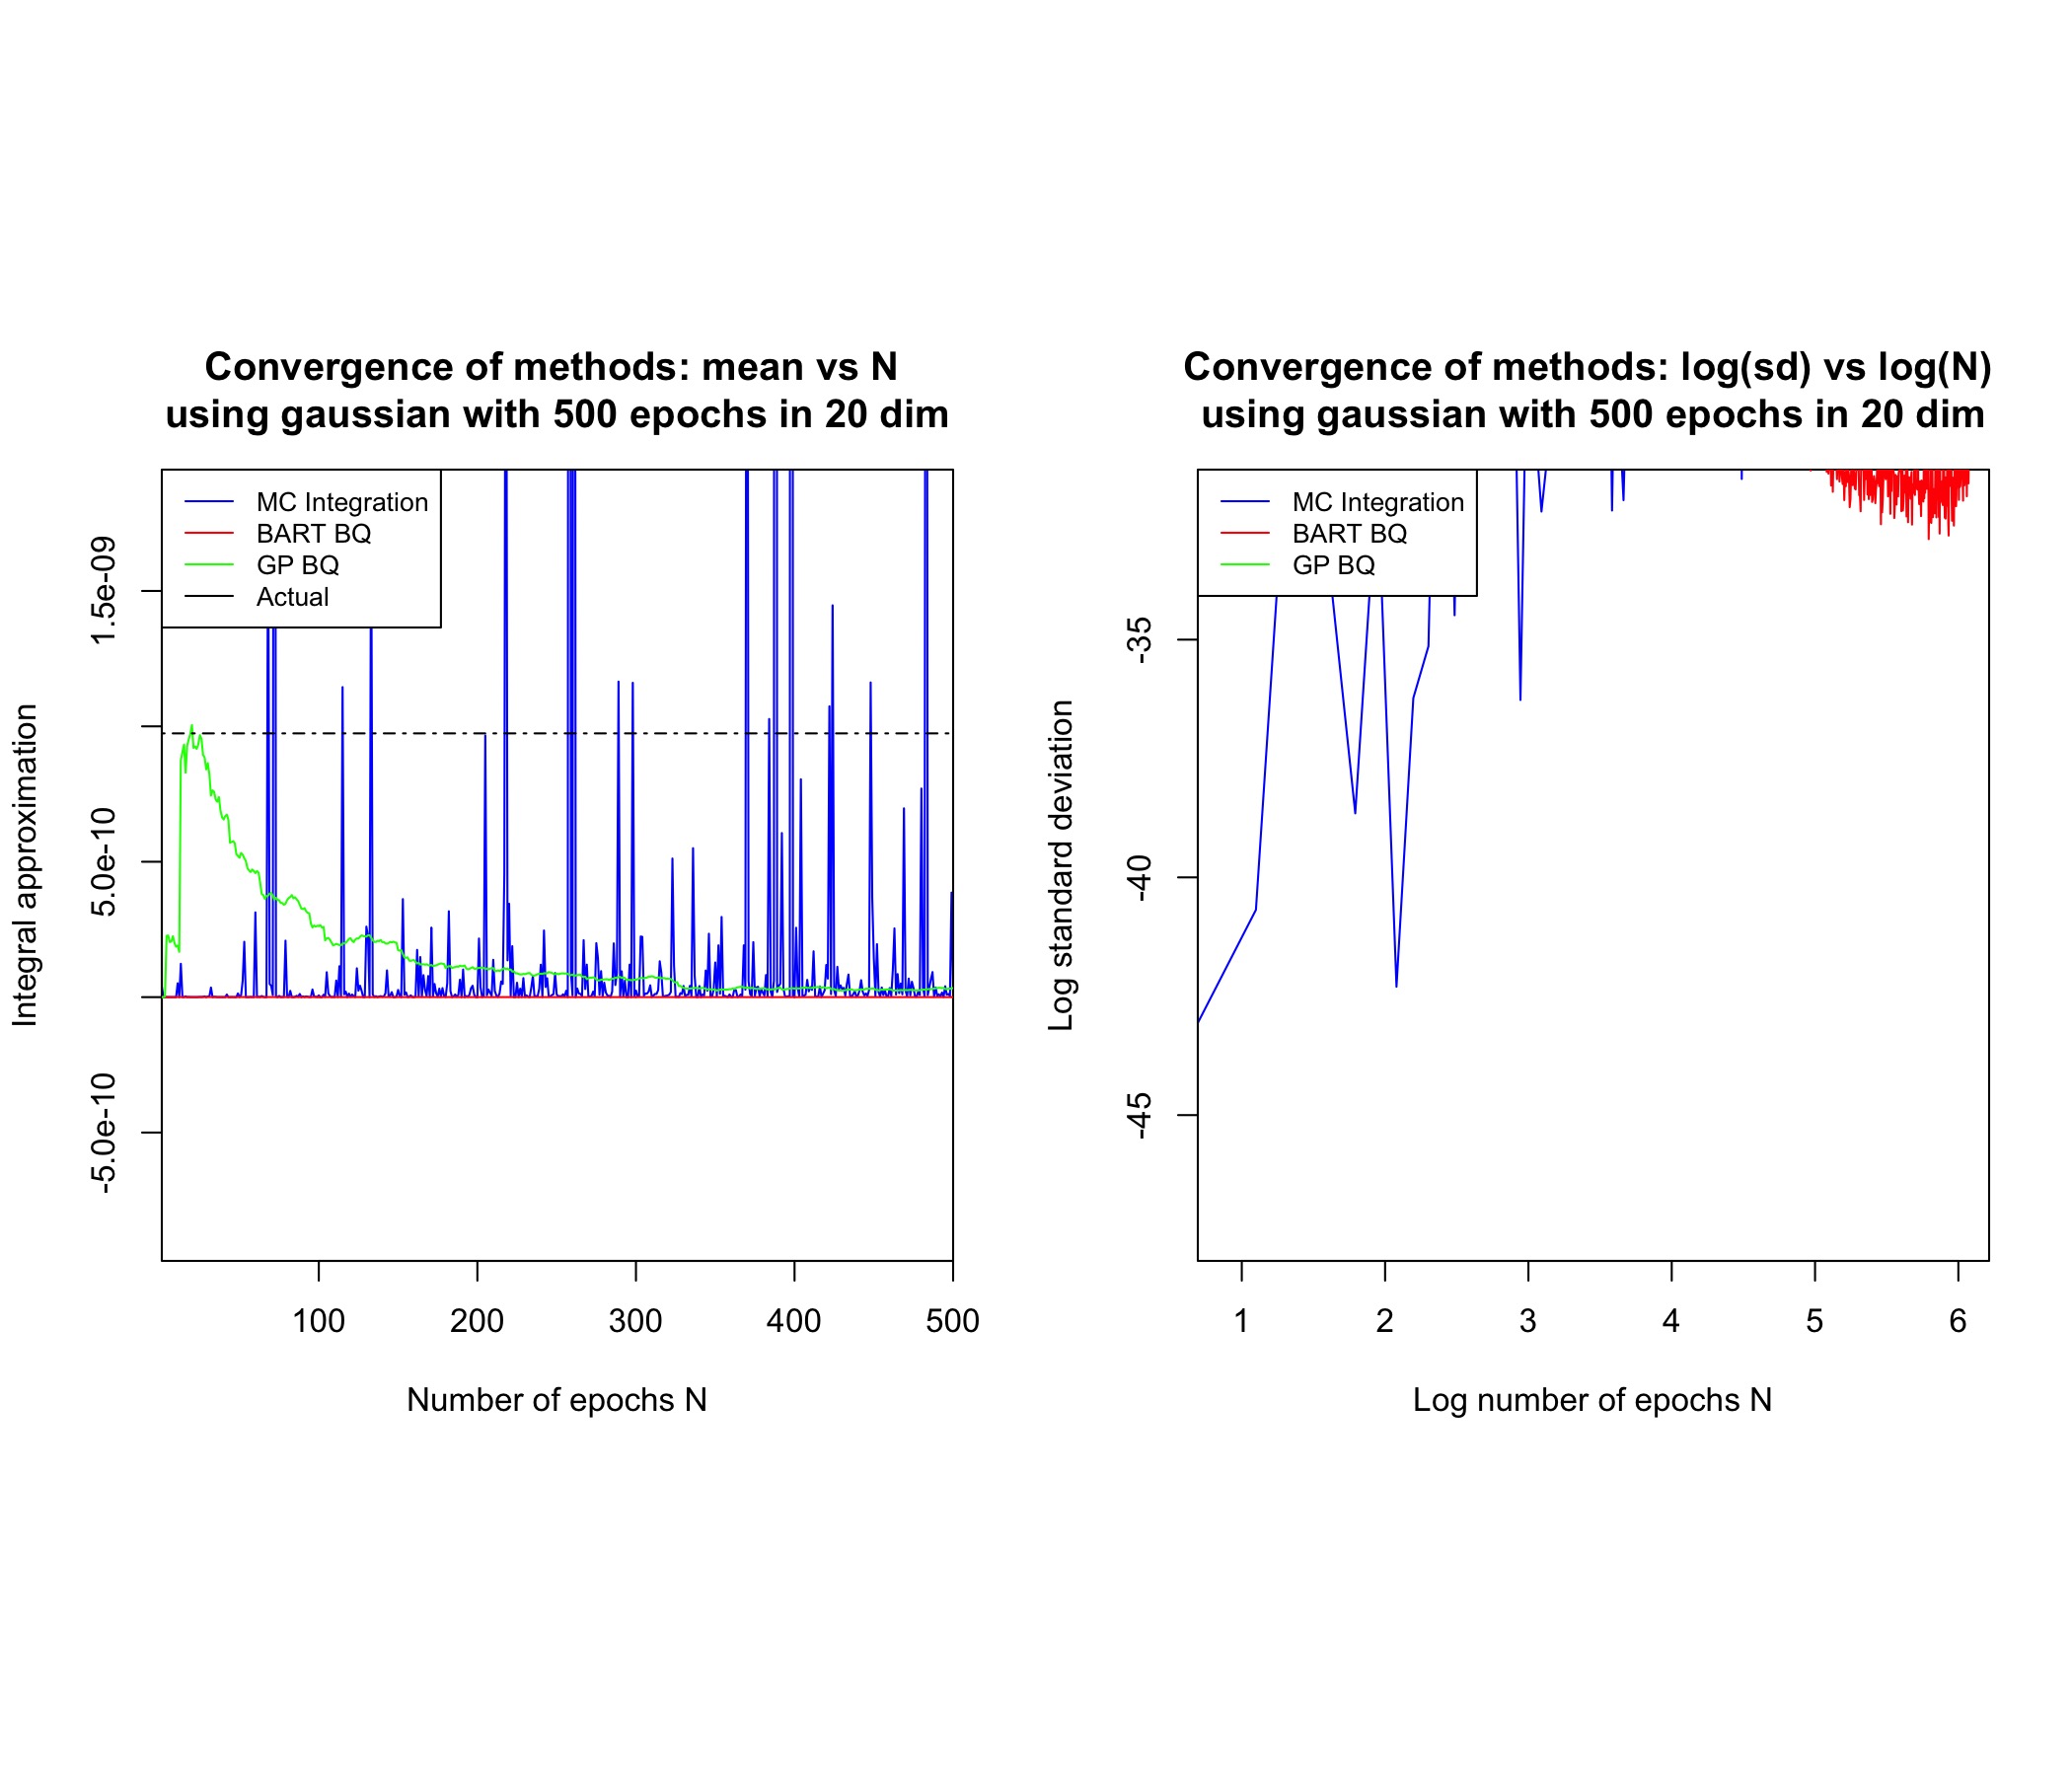 Convergence of methods: mean vs N
using gaussian with 500 epochs in 20 dim
MC Integration
BART BQ
GP BQ
Actual
Integral approximation
1.5e-09
5.0e-10
-5.0e-10
100 200 300 400 500
Number of epochs N
Convergence of methods: log(sd) vs log(N)
using gaussian with 500 epochs in 20 dim
MC Integration
BART BQ
GP BQ
Log standard deviation
-35
-40
-45
1 2 3 4 5 6
Log number of epochs N